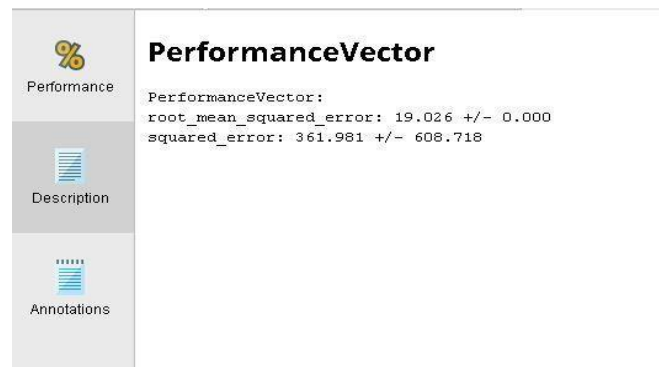 %
Performance
Description
Annotations
PerformanceVector
PerformanceVector:
root_mean_squared_error: 19.026 +/- 0.000
squared_error: 361.981 +/- 608.718